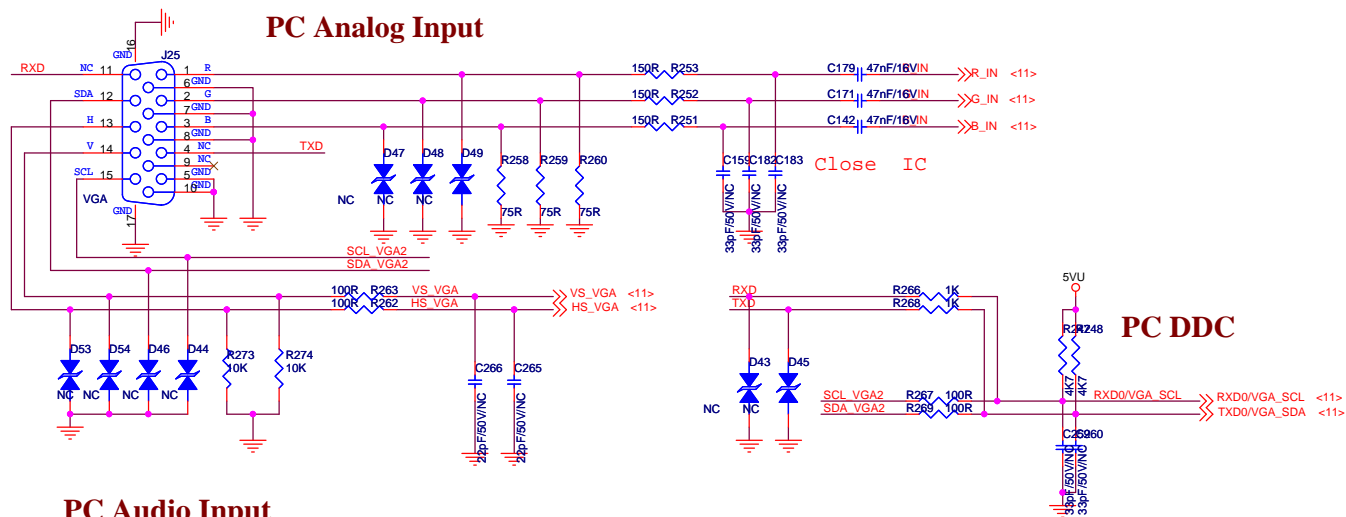 PC Analog Input
16
GND
J25
RXD
NC 11
1 R
6 GND
SDA 12
2 G
7 GND
H 13
3 B
8 GND
V 14
4 NC
TXD
9 NC
SCL 15
5 GND
10 GND
VGA
GND
17
150R R253
150R R252
150R R251
C179 47nF/16V
R_IN <11>
C171 47nF/16V
G_IN <11>
C142 47nF/16V
B_IN <11>
D47 D48 D49
NC NC NC
R258 R259 R260
75R 75R 75R
C159 C182 C183
33pF/50V/NC 33pF/50V/NC 33pF/50V/NC
Close IC
SCL_VGA2
SDA_VGA2
100R R263 VS_VGA
VS_VGA <11>
100R R262 HS_VGA
HS_VGA <11>
D53 D54 D46 D44
NC NC NC NC
R273 R274
10K 10K
C266 C265
22pF/50V/NC 22pF/50V/NC
5VU
RXD R266 1K
TXD R268 1K
PC DDC
R247 R248
4K7 4K7
D43 D45
NC NC
SCL_VGA2 R267 100R
SDA_VGA2 R269 100R
RXD0/VGA_SCL
RXD0/VGA_SCL <11>
TXD0/VGA_SDA
TXD0/VGA_SDA <11>
C259 C260
33pF/50V/NC 33pF/50V/NC
PC Audio Input